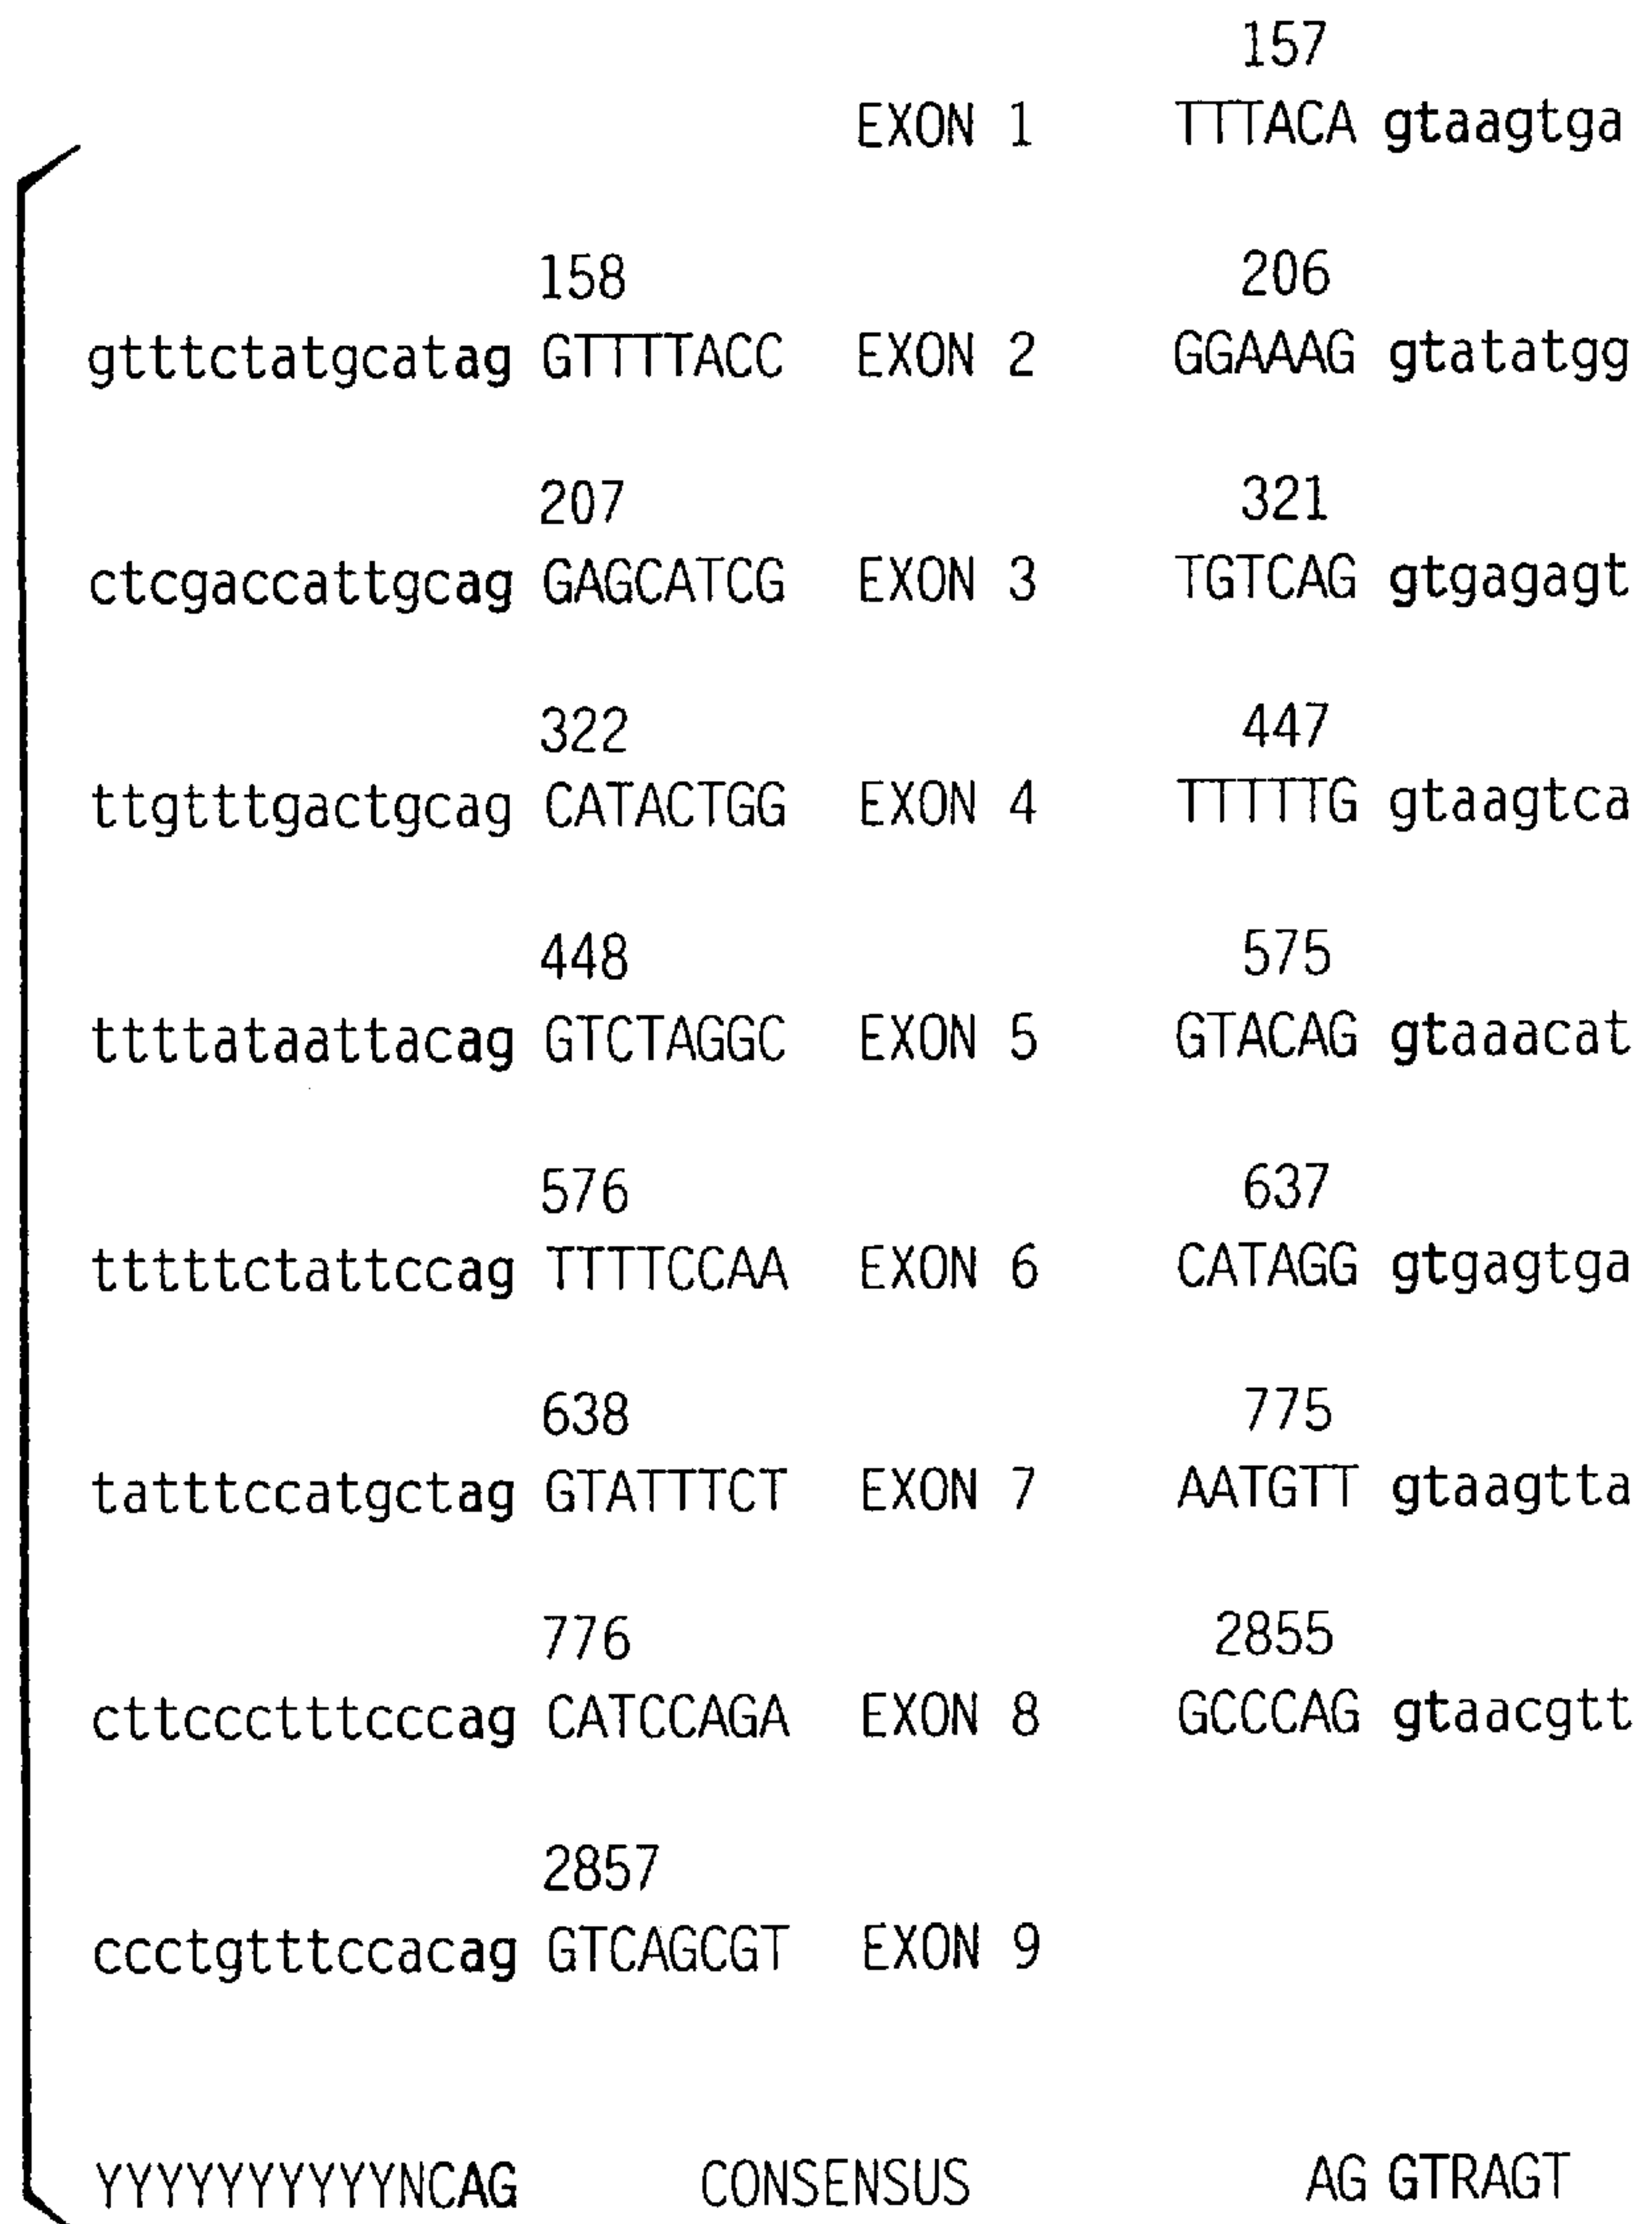 157
EXON 1 TTTACA gtaagtga
158 206
gtttctatgcatag GTTTTACC EXON 2 GGAAAG gtatatgg
207 321
ctcgaccattgcag GAGCATCG EXON 3 TGTCAG gtgagagt
322 447
ttgtttgactgcag CATACTGG EXON 4 TTTTTG gtaagtca
448 575
ttttataattacag GTCTAGGC EXON 5 GTACAG gtaaacat
576 637
tttttctattccag TTTTCCAA EXON 6 CATAGG gtgagtga
638 775
tatttccatgctag GTATTTCT EXON 7 AATGTT gtaagtta
776 2855
cttccctttcccag CATCCAGA EXON 8 GCCCAG gtaacgtt
2857
ccctgtttccacag GTCAGCGT EXON 9
YYYYYYYYYYNCAG CONSENSUS AG GTRAGT